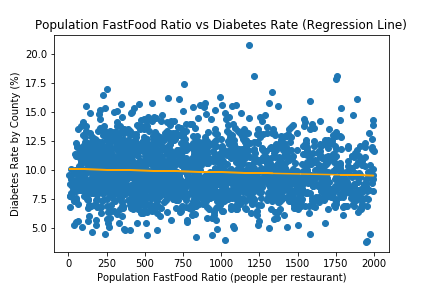 Population FastFood Ratio vs Diabetes Rate (Regression Line)
20.0
17.5
15.0
12.5
10.0
7.5
5.0
Diabetes Rate by County (%)
0 250 500 750 1000 1250 1500 1750 2000
Population FastFood Ratio (people per restaurant)